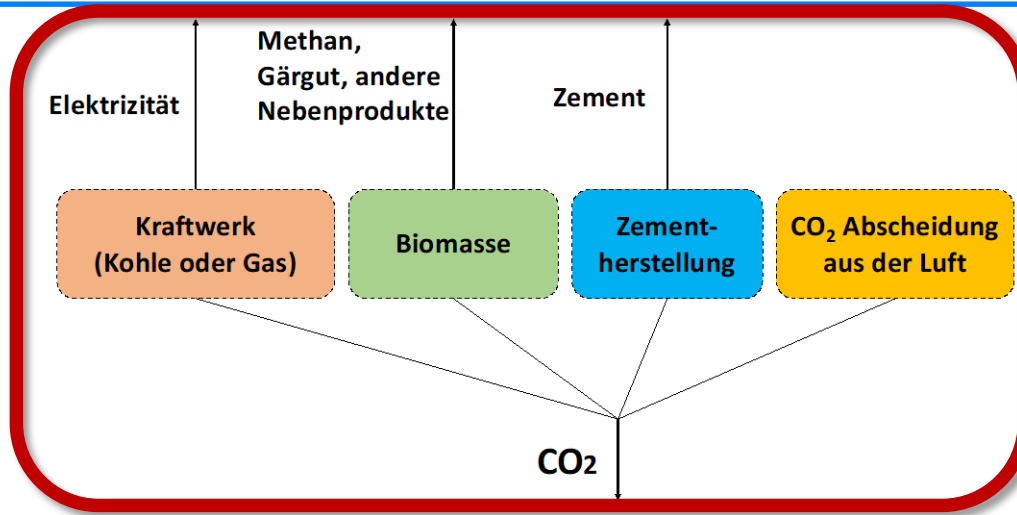 Elektrizität
Methan,
Gärgut, andere
Nebenprodukte
Zement
Kraftwerk
(Kohle oder Gas)
Biomasse
Zement-
herstellung
CO₂ Abscheidung
aus der Luft
CO₂